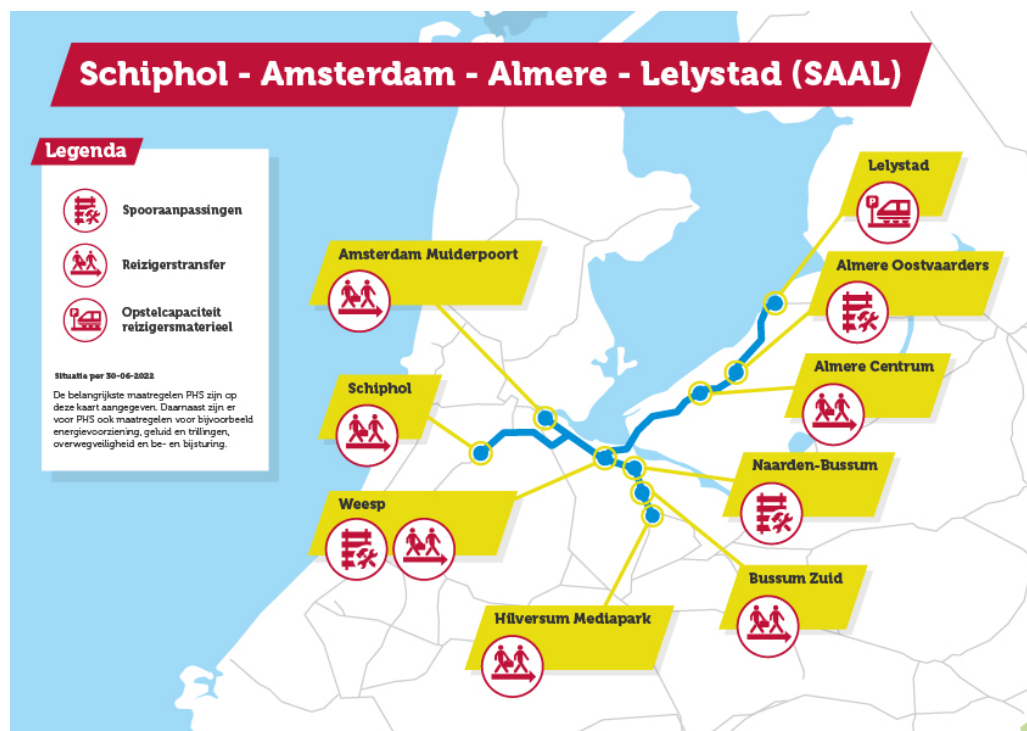 Schiphol - Amsterdam - Almere - Lelystad (SAAL)
Legenda
Spooraanpassingen
Reizigerstransfer
Opstelcapaciteit
reizigersmaterieel
Situatie per 30-06-2022
De belangrijkste maatregelen PHS zijn op
deze kaart aangegeven. Daarnaast zijn er
voor PHS ook maatregelen voor bijvoorbeeld
energievoorziening, geluid en trillingen,
overwegveiligheid en be- en bijsturing.
Lelystad
P
Amsterdam Muiderpoort
Almere Oostvaarders
Almere Centrum
Schiphol
Naarden-Bussum
Weesp
Bussum Zuid
Hilversum Mediapark